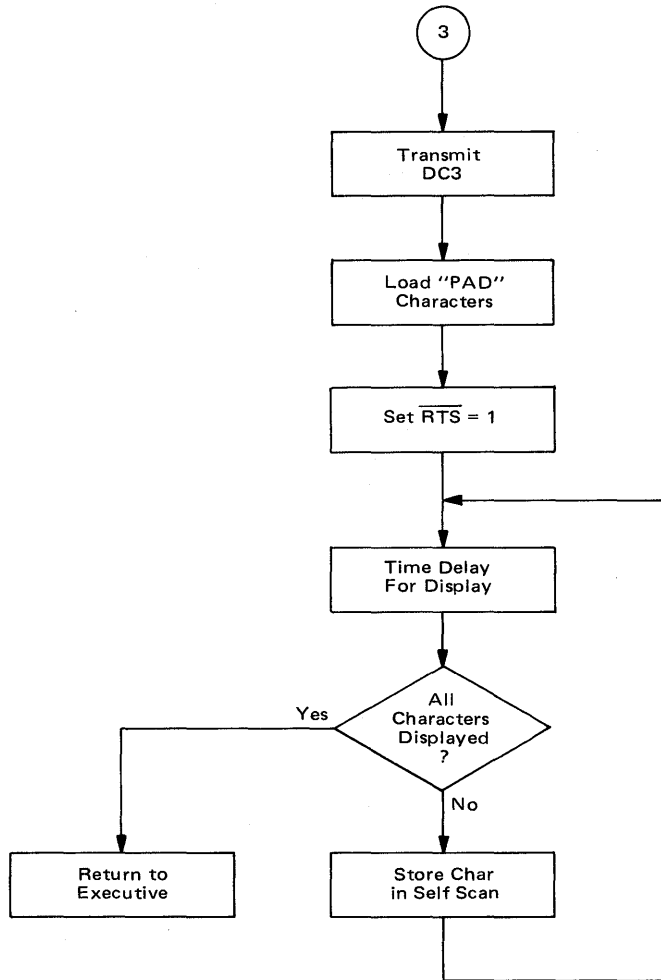 3
Transmit
DC3
Load "PAD"
Characters
Set R̅T̅S̅ = 1
Time Delay
For Display
All
Characters
Displayed
?
Yes
No
Return to
Executive
Store Char
in Self Scan